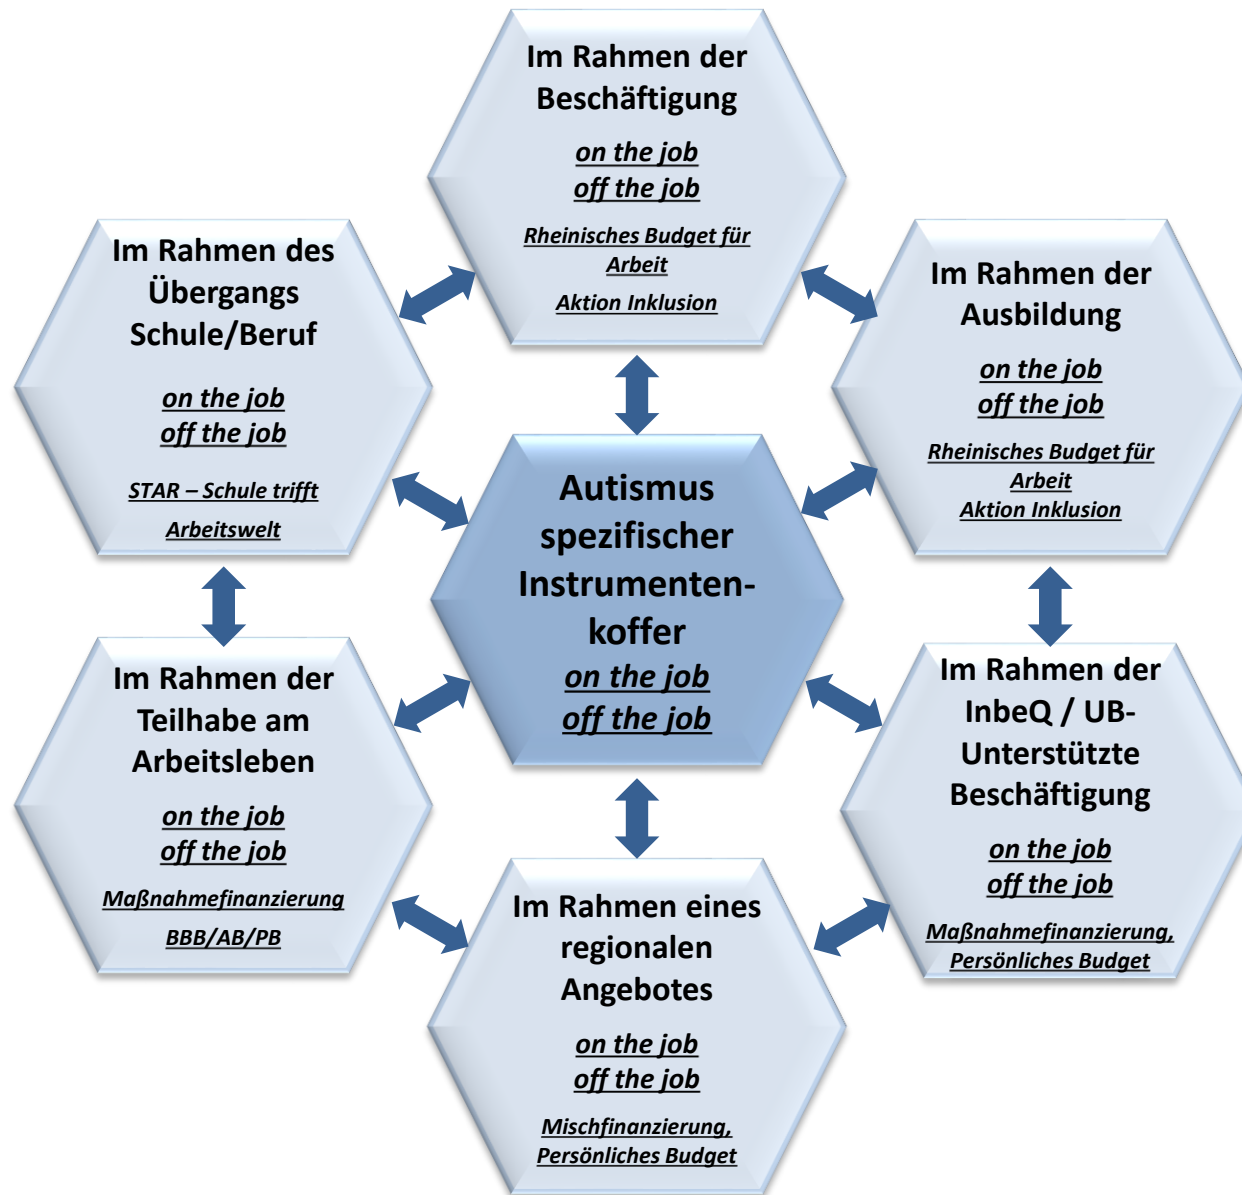 Im Rahmen der
Beschäftigung
on the job
off the job
Rheinisches Budget für
Arbeit
Aktion Inklusion
Im Rahmen des
Übergangs
Schule/Beruf
on the job
off the job
STAR – Schule trifft
Arbeitswelt
Im Rahmen der
Ausbildung
on the job
off the job
Rheinisches Budget für
Arbeit
Aktion Inklusion
Autismus
spezifischer
Instrumenten-
koffer
on the job
off the job
Im Rahmen der
Teilhabe am
Arbeitsleben
on the job
off the job
Maßnahmefinanzierung
BBB/AB/PB
Im Rahmen der
InbeQ / UB-
Unterstützte
Beschäftigung
on the job
off the job
Maßnahmefinanzierung,
Persönliches Budget
Im Rahmen eines
regionalen
Angebotes
on the job
off the job
Mischfinanzierung,
Persönliches Budget